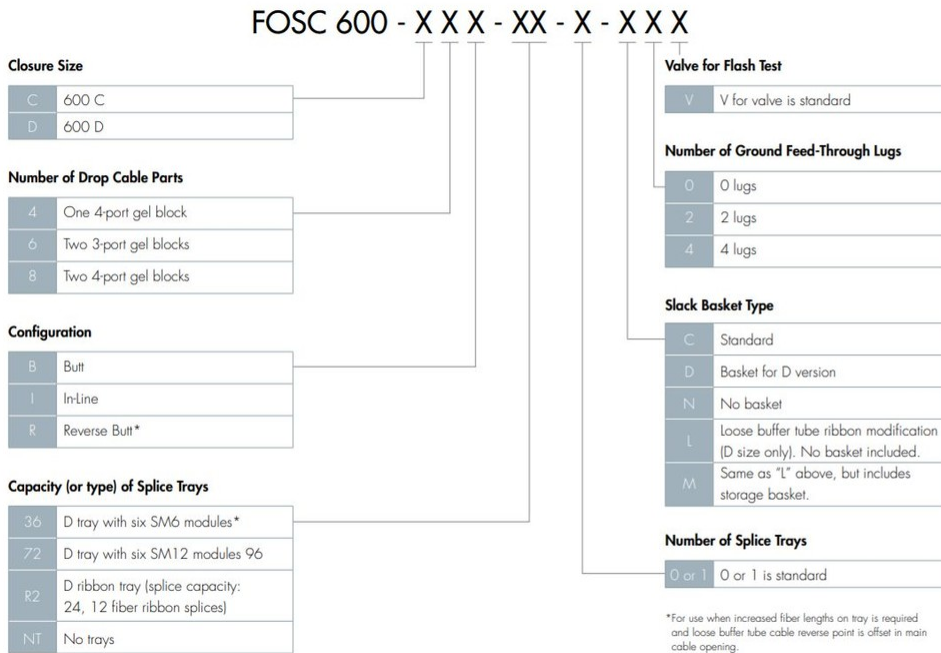 FOSC 600 - X X X - XX - X - X X X
Closure Size
C 600 C
D 600 D
Number of Drop Cable Parts
4 One 4-port gel block
6 Two 3-port gel blocks
8 Two 4-port gel blocks
Configuration
B Butt
I In-Line
R Reverse Butt*
Capacity (or type) of Splice Trays
36 D tray with six SM6 modules*
72 D tray with six SM12 modules 96
R2 D ribbon tray (splice capacity:
24, 12 fiber ribbon splices)
NT No trays
Valve for Flash Test
V V for valve is standard
Number of Ground Feed-Through Lugs
0 0 lugs
2 2 lugs
4 4 lugs
Slack Basket Type
C Standard
D Basket for D version
N No basket
L Loose buffer tube ribbon modification
(D size only). No basket included.
M Same as “L” above, but includes
storage basket.
Number of Splice Trays
0 or 1 0 or 1 is standard
*For use when increased fiber lengths on tray is required
and loose buffer tube cable reverse point is offset in main
cable opening.